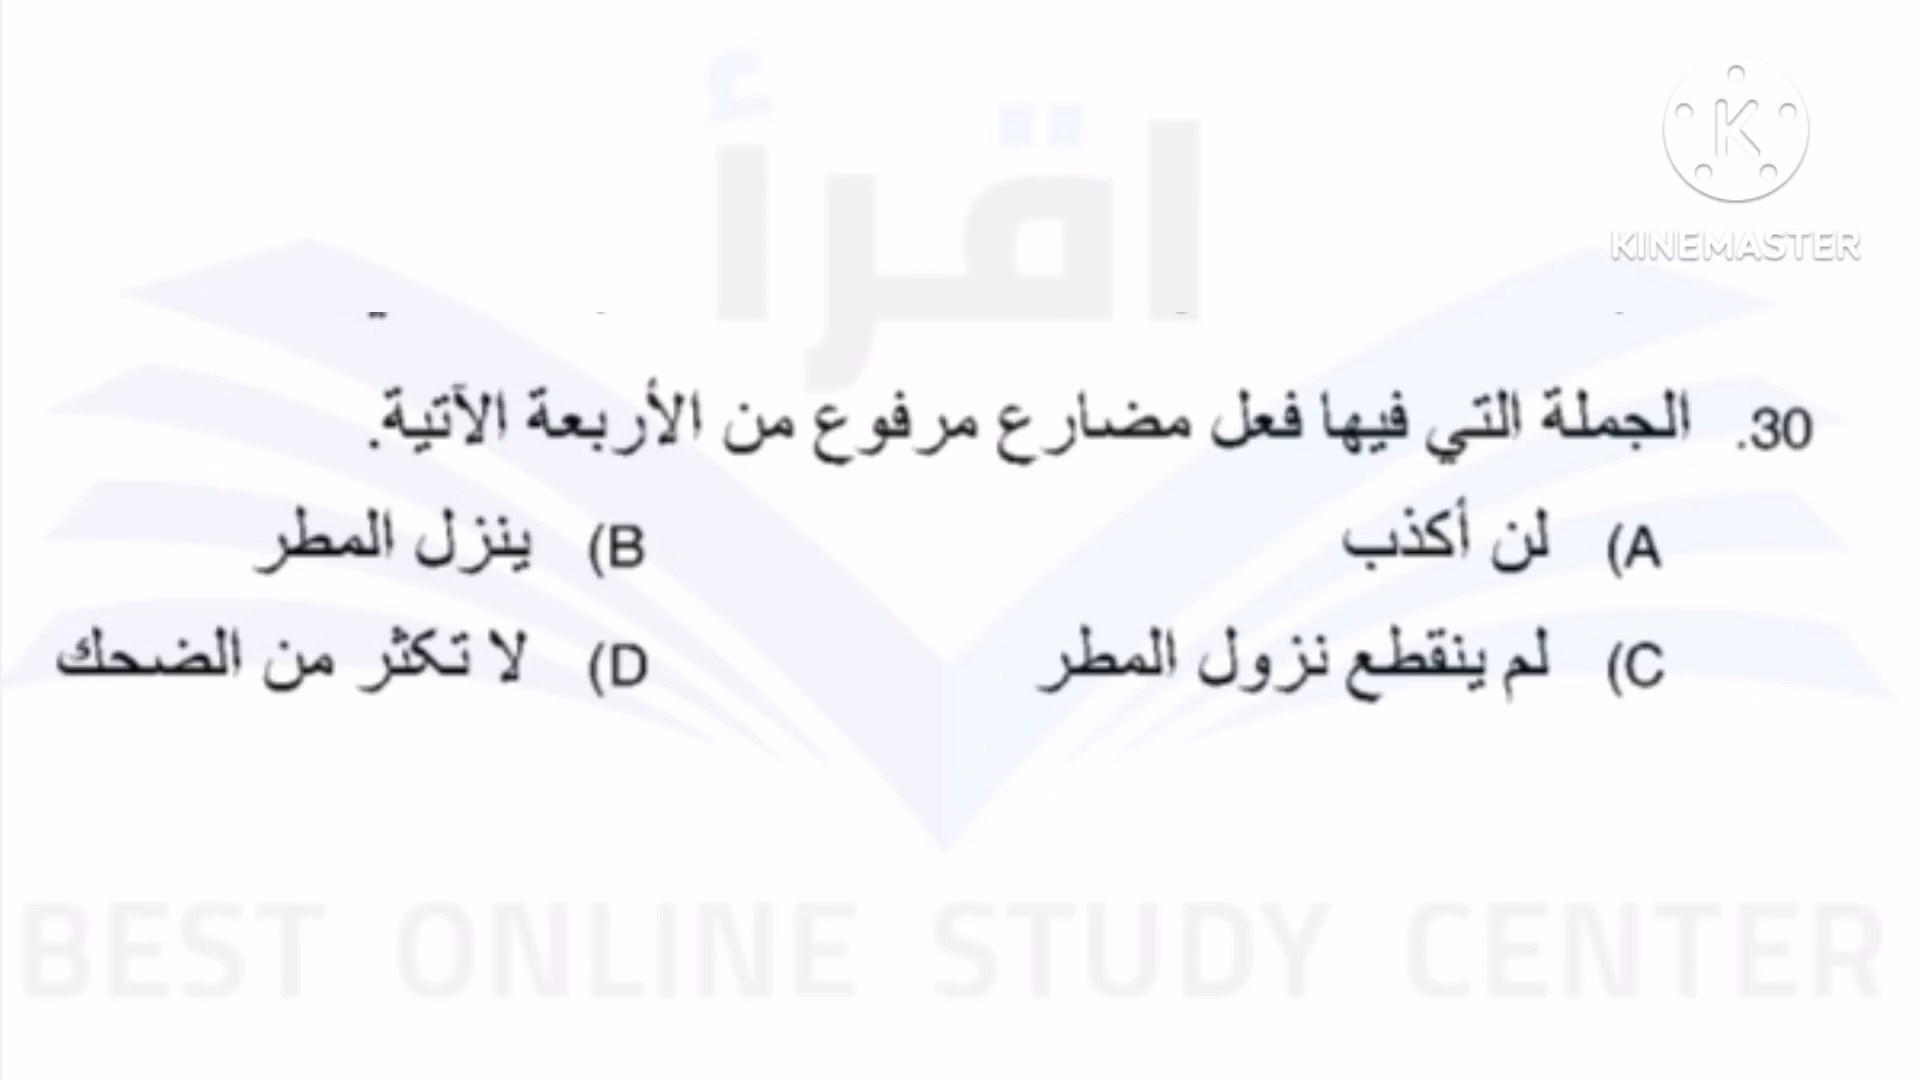 اقرأ
K
KINEMASTER
30. الجملة التي فيها فعل مضارع مرفوع من الأربعة الآتية.
A) لن أكذب
B) ينزل المطر
C) لم ينقطع نزول المطر
D) لا تكثر من الضحك
BEST ONLINE STUDY CENTER